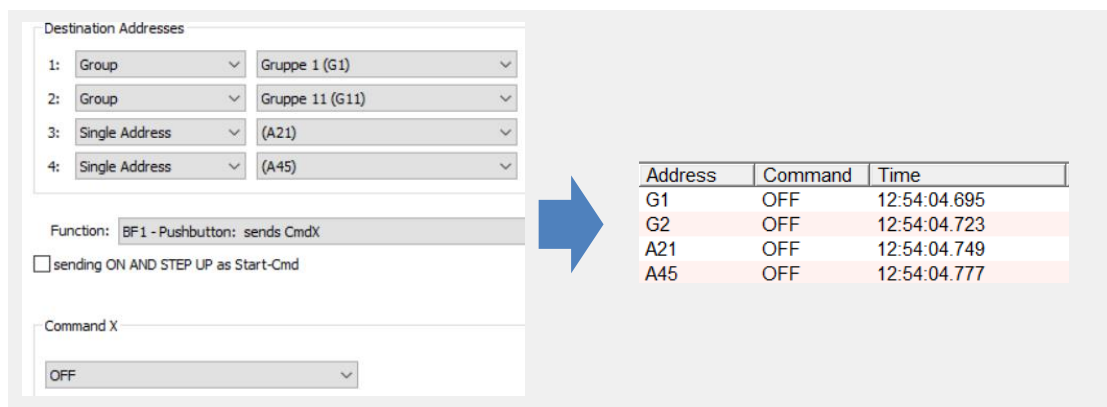 Destination Addresses
1: Group Gruppe 1 (G1)
2: Group Gruppe 11 (G11)
3: Single Address (A21)
4: Single Address (A45)
Function: BF1 - Pushbutton: sends CmdX
sending ON AND STEP UP as Start-Cmd
Command X
OFF
Address Command Time
G1 OFF 12:54:04.695
G2 OFF 12:54:04.723
A21 OFF 12:54:04.749
A45 OFF 12:54:04.777